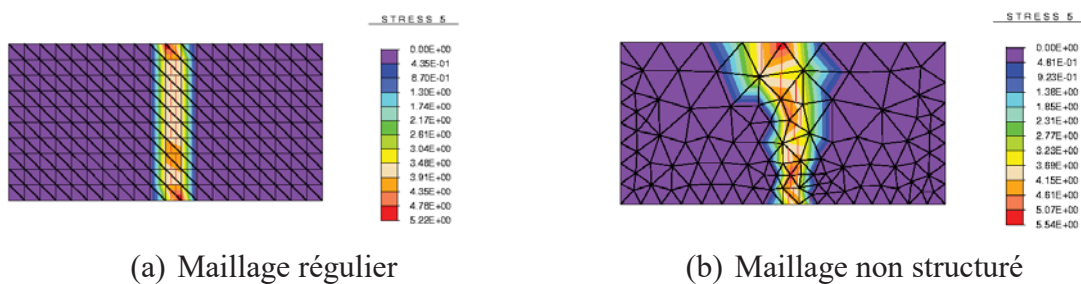 STRESS 5
0.00E+00
4.35E-01
8.70E-01
1.30E+00
1.74E+00
2.17E+00
2.61E+00
3.04E+00
3.48E+00
3.91E+00
4.35E+00
4.78E+00
5.22E+00
(a) Maillage régulier
STRESS 5
0.00E+00
4.61E-01
9.23E-01
1.38E+00
1.85E+00
2.31E+00
2.77E+00
3.23E+00
3.69E+00
4.15E+00
4.61E+00
5.07E+00
5.54E+00
(b) Maillage non structuré